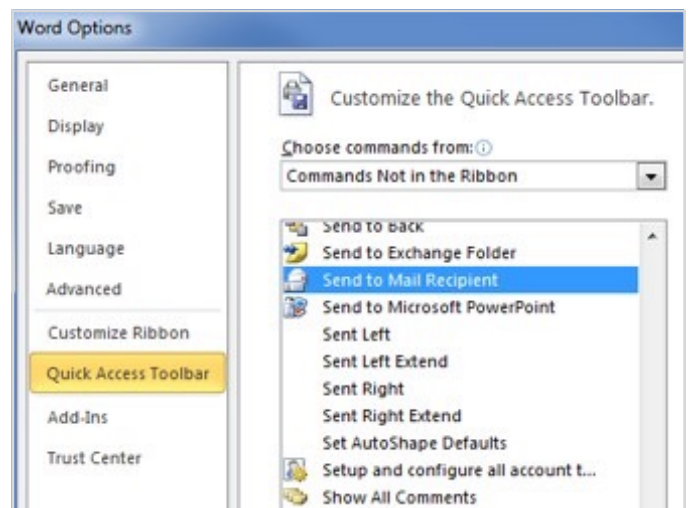 Word Options
General
Display
Proofing
Save
Language
Advanced
Customize Ribbon
Quick Access Toolbar
Add-Ins
Trust Center
Customize the Quick Access Toolbar.
Choose commands from:
Commands Not in the Ribbon
Send to Back
Send to Exchange Folder
Send to Mail Recipient
Send to Microsoft PowerPoint
Sent Left
Sent Left Extend
Sent Right
Sent Right Extend
Set AutoShape Defaults
Setup and configure all account t...
Show All Comments